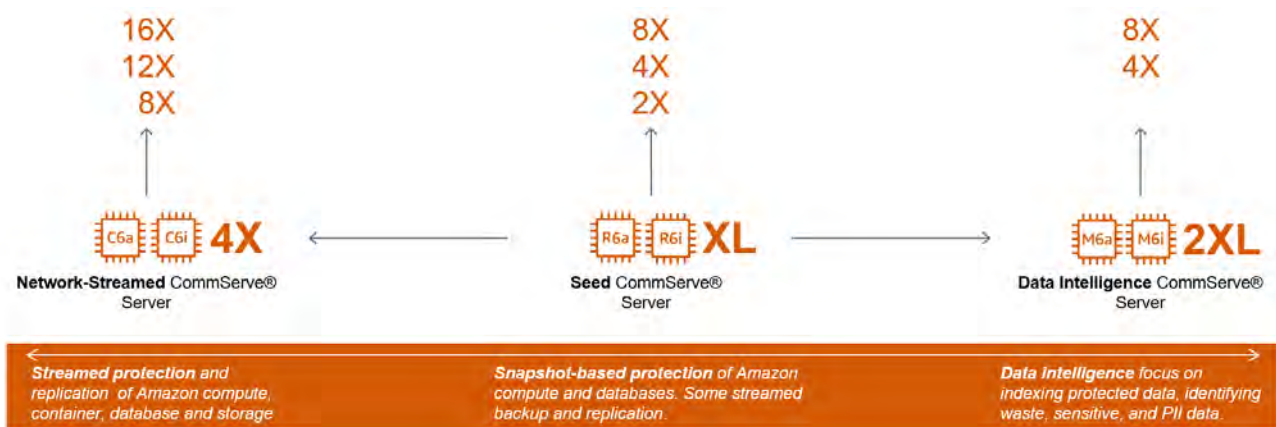 16X
12X
8X
8X
4X
2X
8X
4X
C6a C6i 4X
R6a R6i XL
M6a M6i 2XL
Network-Streamed CommServe®
Server
Seed CommServe®
Server
Data Intelligence CommServe®
Server
Streamed protection and
replication of Amazon compute,
container, database and storage
Snapshot-based protection of Amazon
compute and databases. Some streamed
backup and replication.
Data Intelligence focus on
indexing protected data, identifying
waste, sensitive, and PII data.